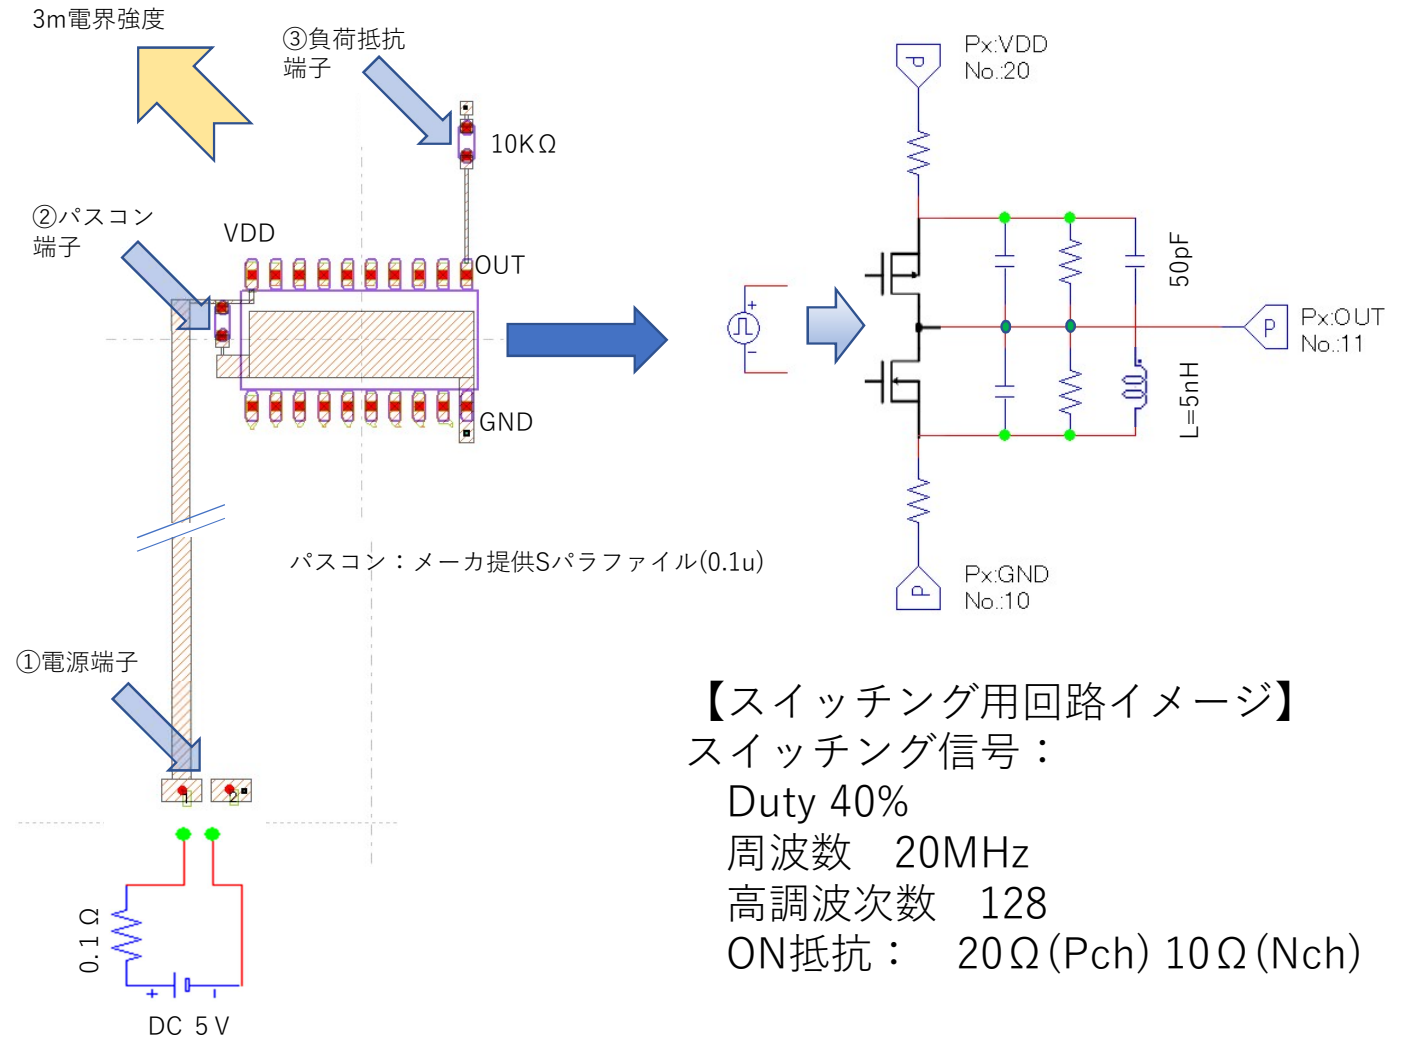 3m電界強度
③負荷抵抗
端子
Px:VDD
No.:20
10KΩ
②パスコン
端子
VDD
OUT
50pF
Px:OUT
No.:11
L=5nH
GND
パスコン：メーカ提供Sパラファイル(0.1u)
Px:GND
No.:10
①電源端子
【スイッチング用回路イメージ】
スイッチング信号：
Duty 40%
周波数　20MHz
高調波次数　128
ON抵抗：　20Ω(Pch) 10Ω(Nch)
1
2
0.1Ω
DC 5V
P
P
P
+
−
+
−